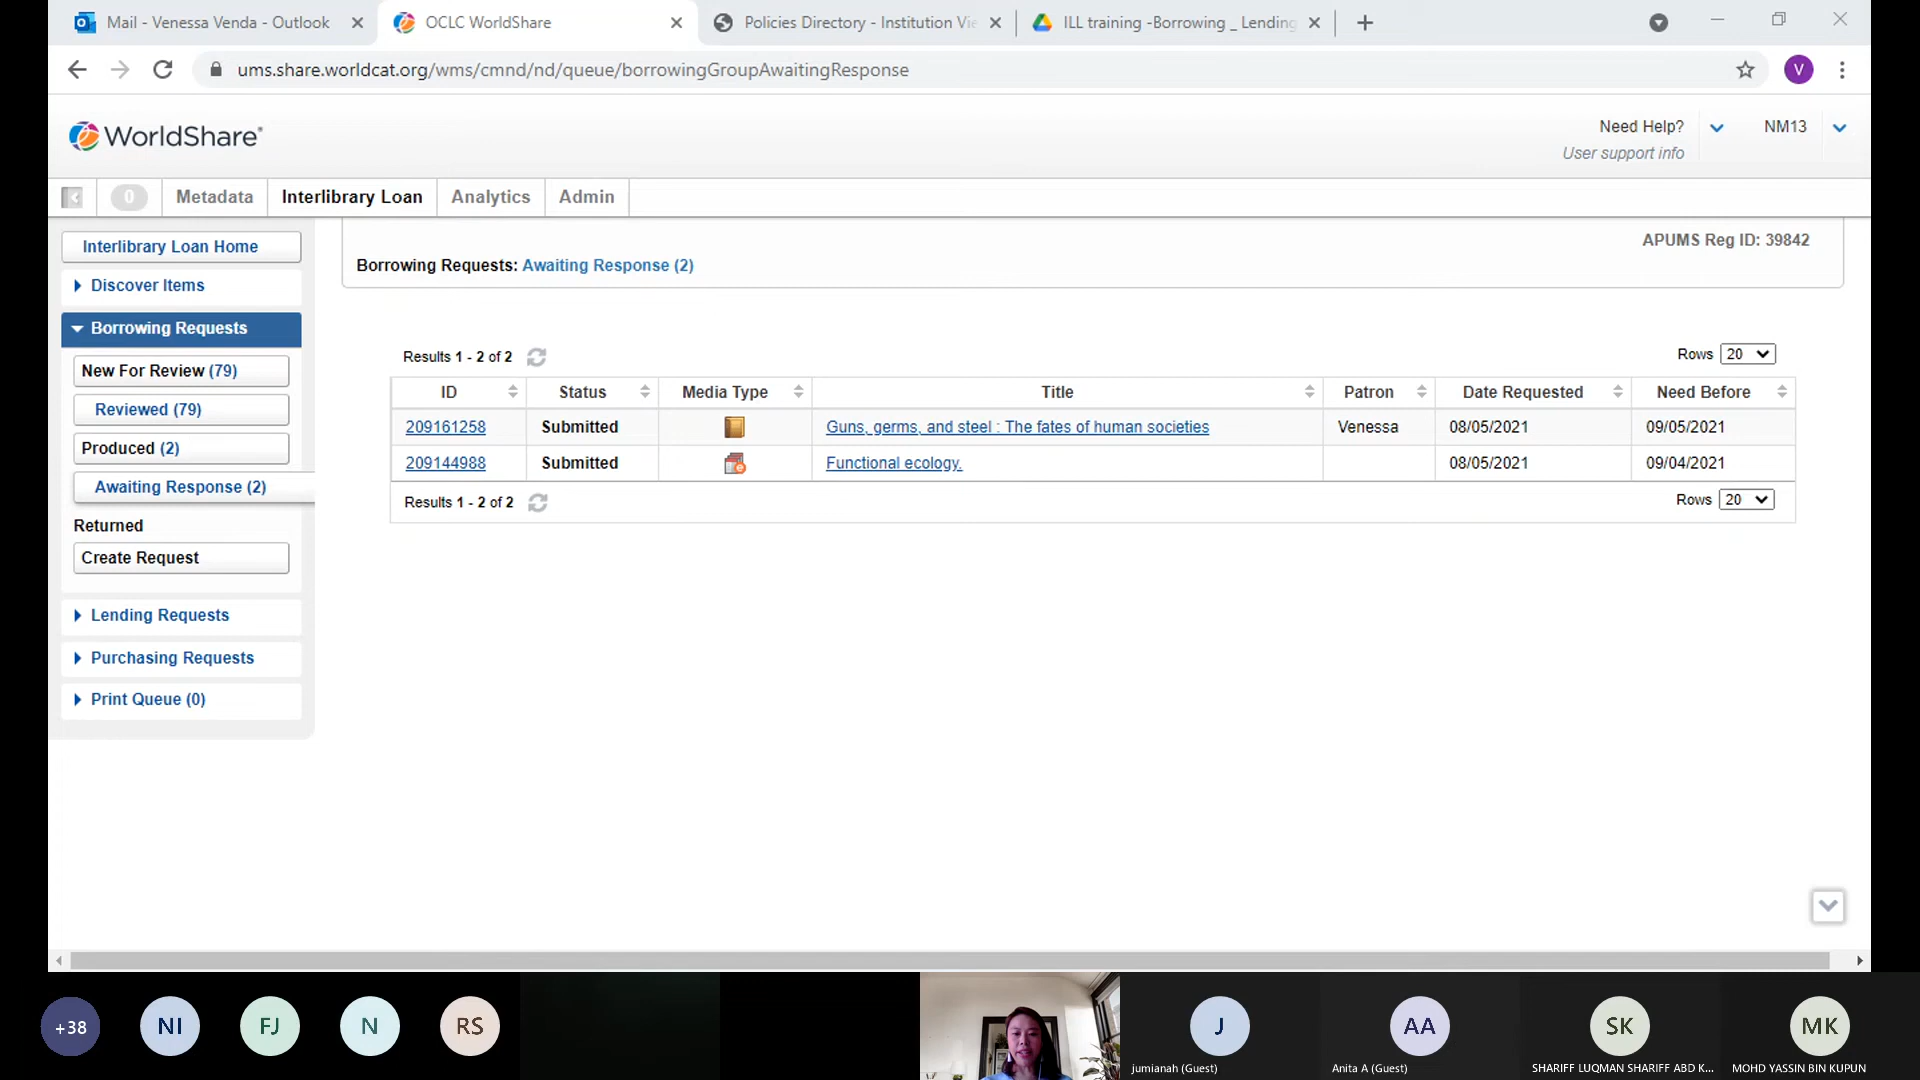 Mail - Venessa Venda - Outlook
OCLC WorldShare
Policies Directory - Institution Vie
ILL training -Borrowing _ Lending
ums.share.worldcat.org/wms/cmnd/nd/queue/borrowingGroupAwaitingResponse
V
WorldShare®
Need Help?
NM13
User support info
0
Metadata
Interlibrary Loan
Analytics
Admin
Interlibrary Loan Home
APUMS Reg ID: 39842
Borrowing Requests: Awaiting Response (2)
Discover Items
Borrowing Requests
New For Review (79)
Reviewed (79)
Produced (2)
Awaiting Response (2)
Returned
Create Request
Lending Requests
Purchasing Requests
Print Queue (0)
Results 1 - 2 of 2
Rows 20
ID Status Media Type Title Patron Date Requested Need Before
209161258 Submitted Guns, germs, and steel : The fates of human societies Venessa 08/05/2021 09/05/2021
209144988 Submitted Functional ecology. 08/05/2021 09/04/2021
Results 1 - 2 of 2
Rows 20
+38
NI
FJ
N
RS
J
AA
SK
MK
jumianah (Guest)
Anita A (Guest)
SHARIFF LUQMAN SHARIFF ABD K...
MOHD YASSIN BIN KUPUN